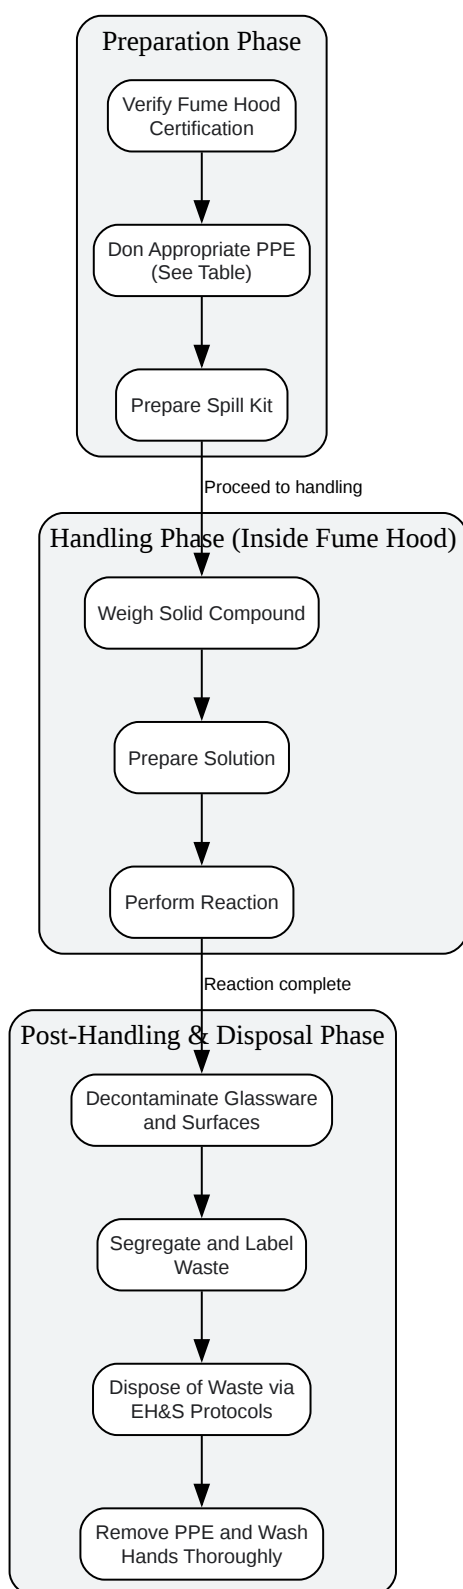 Preparation Phase
Verify Fume Hood
Certification
Don Appropriate PPE
(See Table)
Prepare Spill Kit
Proceed to handling
Handling Phase (Inside Fume Hood)
Weigh Solid Compound
Prepare Solution
Perform Reaction
Reaction complete
Post-Handling & Disposal Phase
Decontaminate Glassware
and Surfaces
Segregate and Label
Waste
Dispose of Waste via
EH&S Protocols
Remove PPE and Wash
Hands Thoroughly